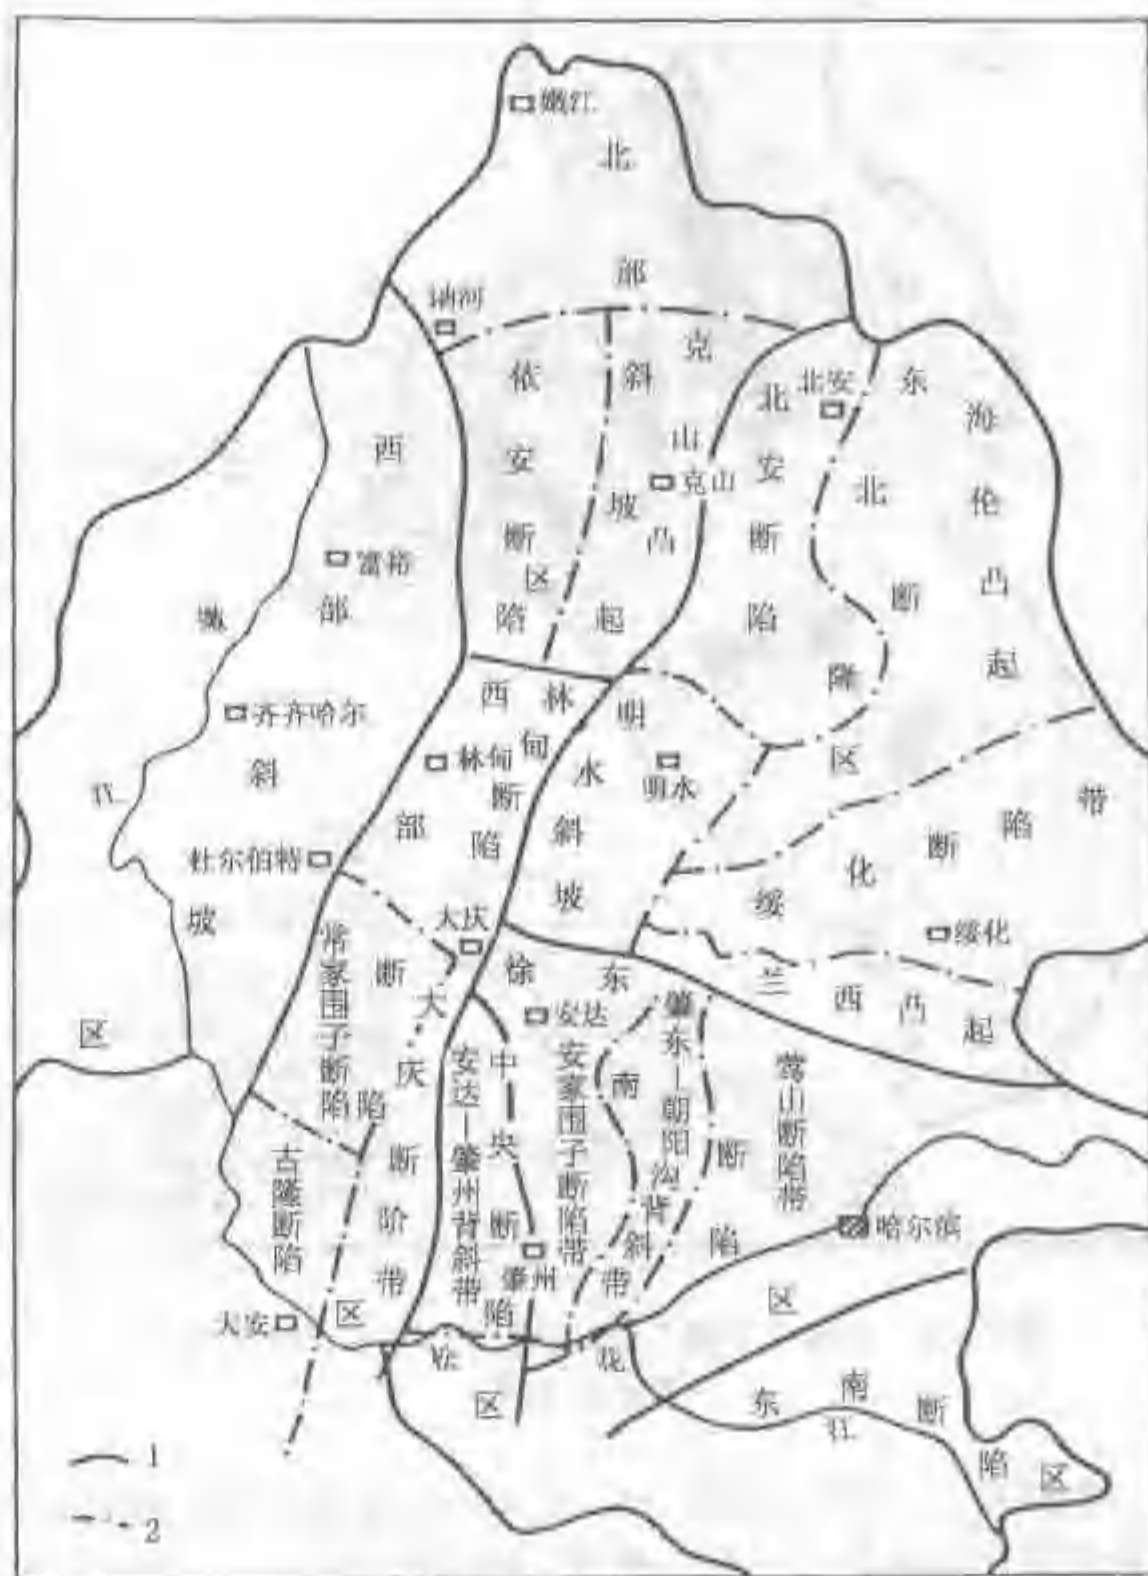 嫩江
北部斜坡区
讷河
依安断陷
克山凸起
克山
北安断陷
北安
东北断隆区
海伦凸起
西部斜坡区
富裕
嫩江
齐齐哈尔
杜尔伯特
西部断陷区
林甸断陷
林甸
明水斜坡
明水
绥化断陷带
绥化
兰西凸起
大庆
常家围子断陷
古隆断陷
大庆断阶带
大安
中央断陷区
安达—肇州背斜带
徐
安达
安家围子断陷带
肇州
东南断陷区
肇东—朝阳沟背斜带
莺山断陷带
哈尔滨
松花江
东南断陷区
1
2